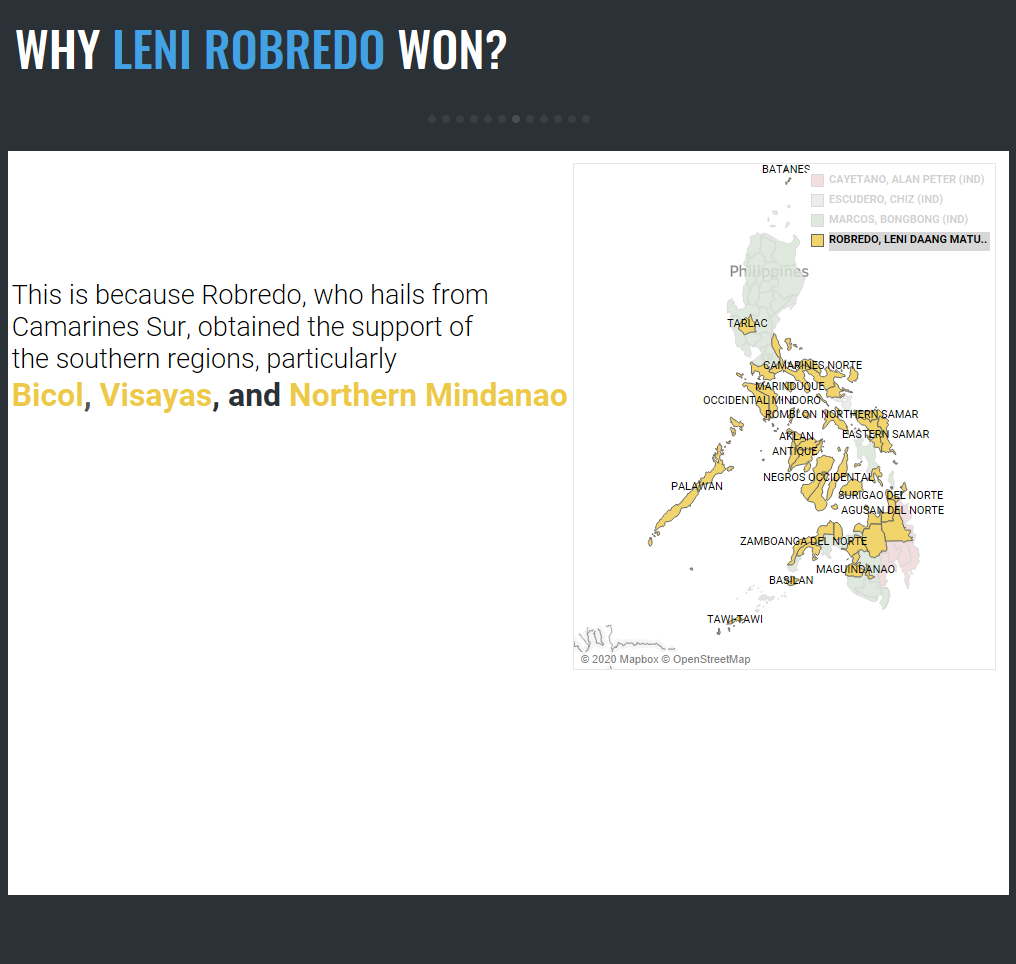 WHY LENI ROBREDO WON?
This is because Robredo, who hails from
Camarines Sur, obtained the support of
the southern regions, particularly
Bicol, Visayas, and Northern Mindanao
BATANES
CAYETANO, ALAN PETER (IND)
ESCUDERO, CHIZ (IND)
MARCOS, BONGBONG (IND)
ROBREDO, LENI DAANG MATU..
Philippines
TARLAC
CAMARINES NORTE
MARINDUQUE
OCCIDENTAL MINDORO
ROMBLON
NORTHERN SAMAR
AKLAN
EASTERN SAMAR
ANTIQUE
NEGROS OCCIDENTAL
PALAWAN
SURIGAO DEL NORTE
AGUSAN DEL NORTE
ZAMBOANGA DEL NORTE
MAGUINDANAO
BASILAN
TAWI-TAWI
© 2020 Mapbox © OpenStreetMap